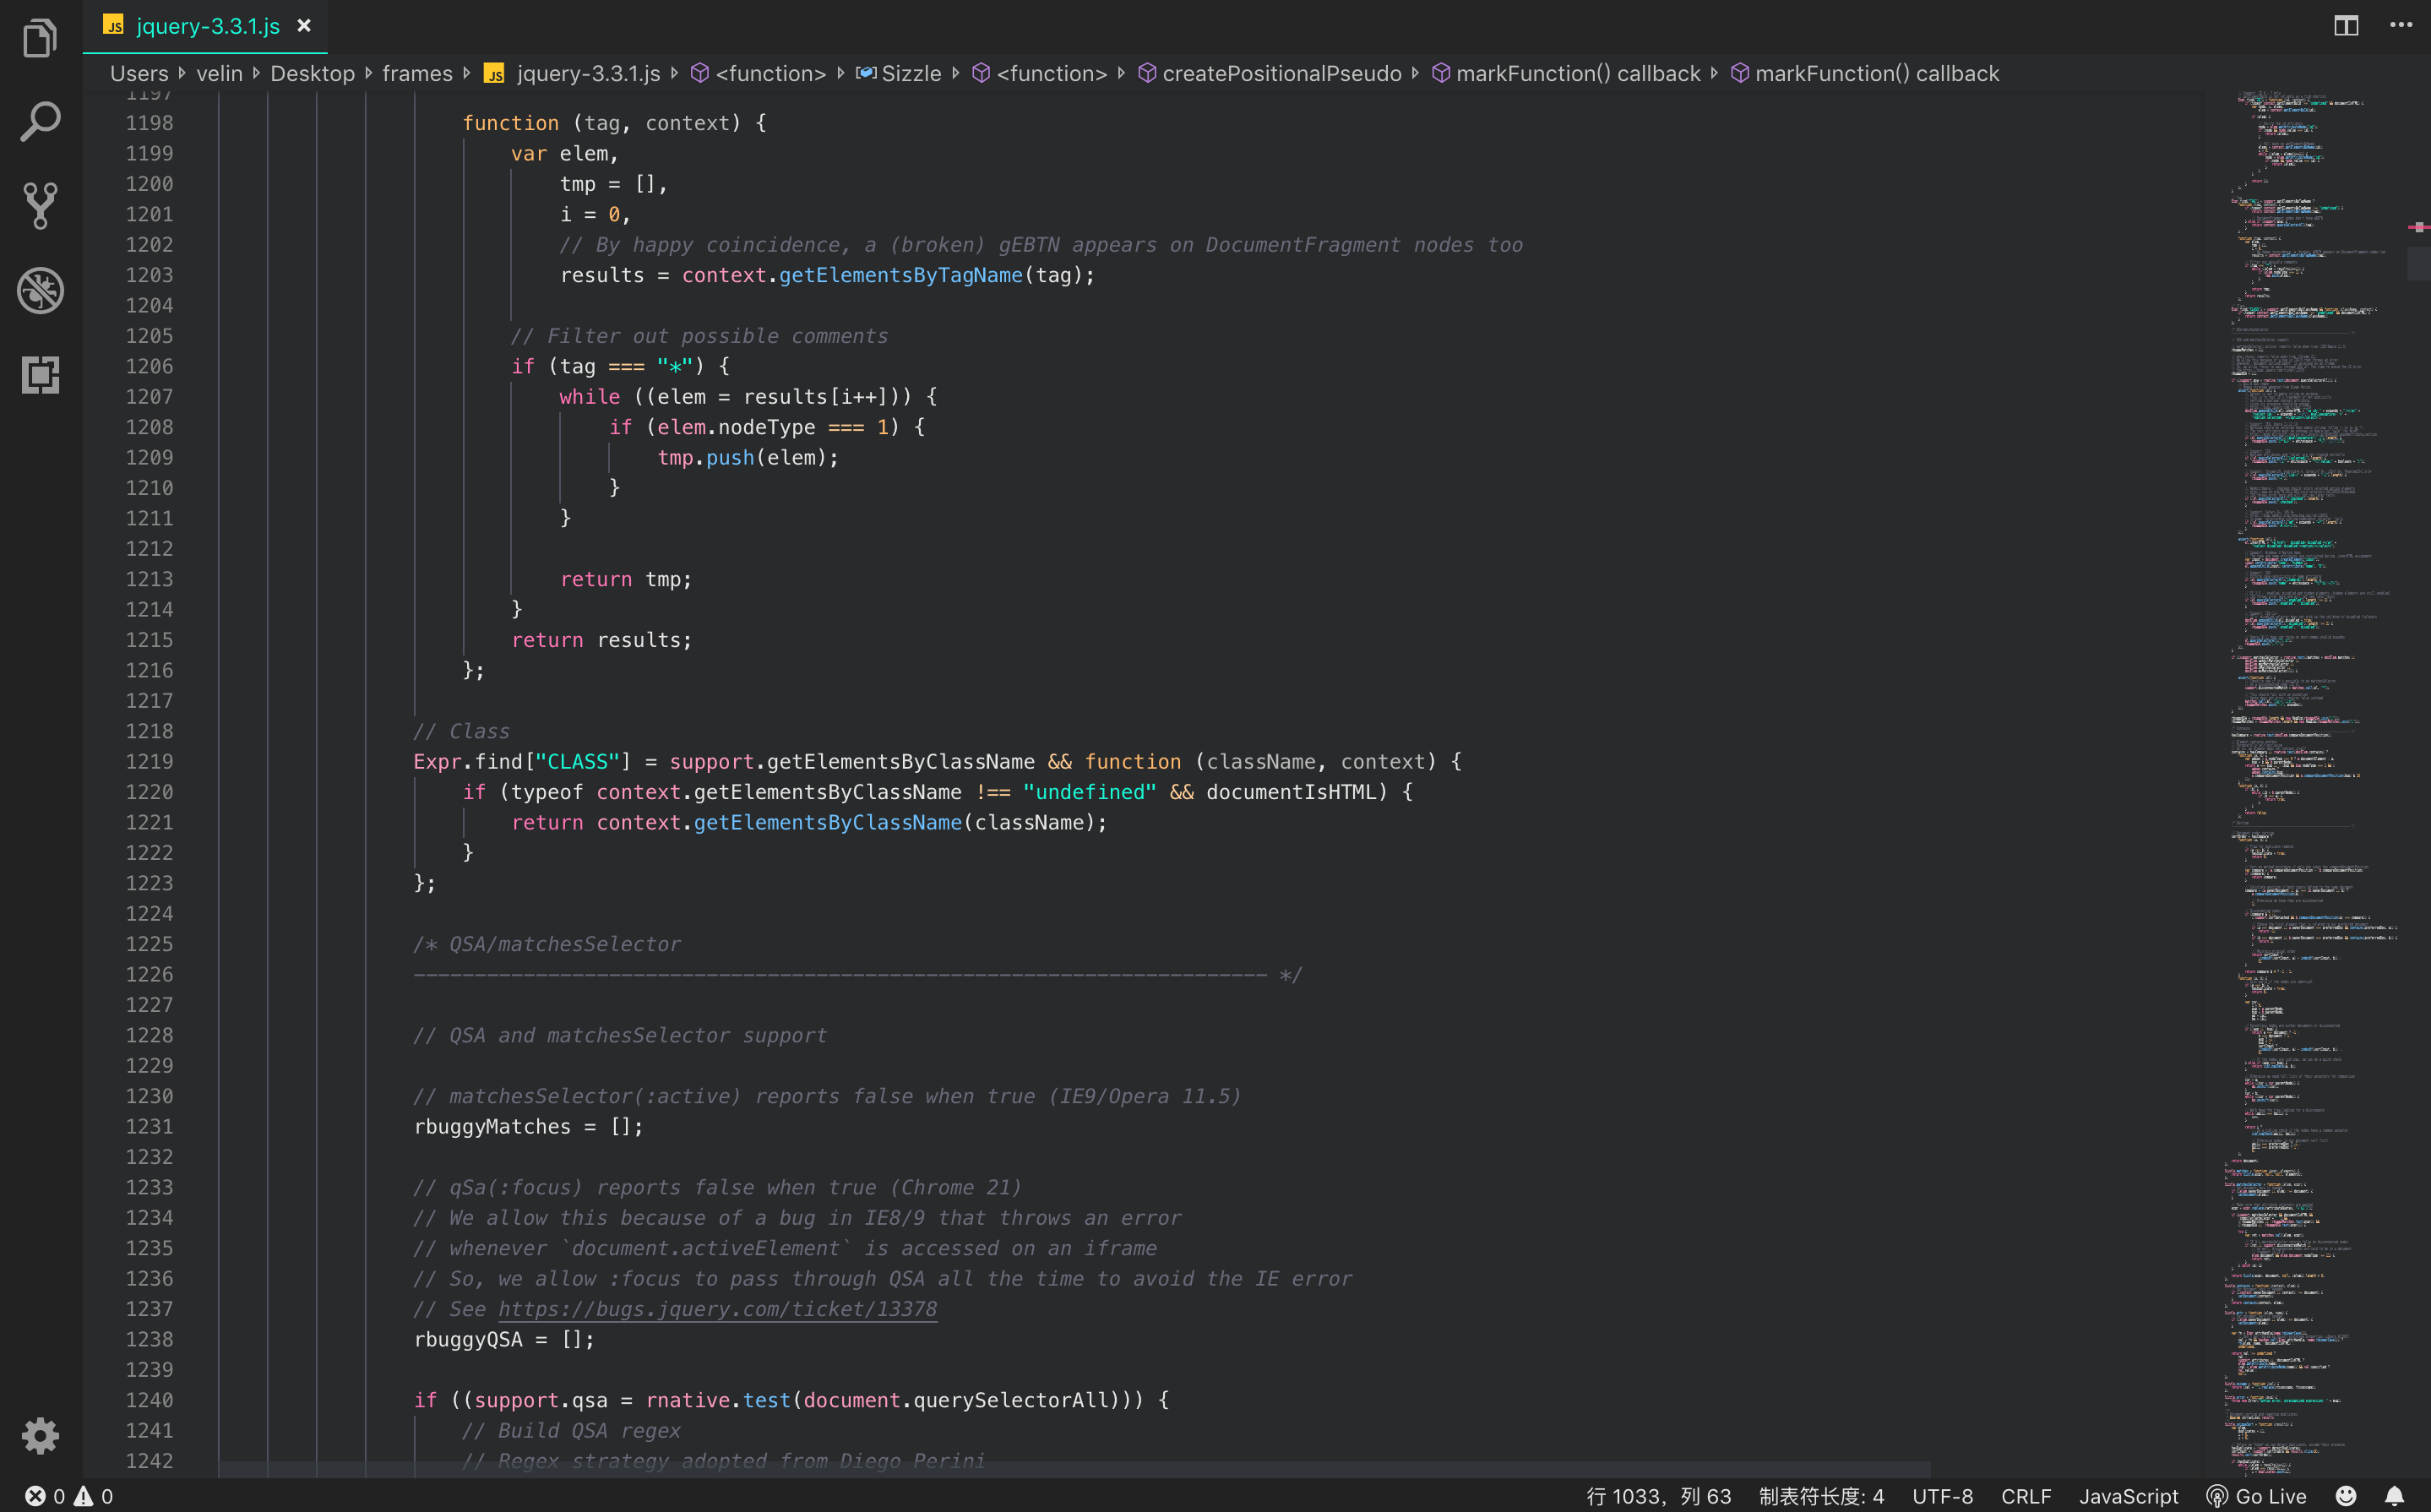 JS jquery-3.3.1.js
Users velin Desktop frames JS jquery-3.3.1.js <function> Sizzle <function> createPositionalPseudo markFunction() callback markFunction() callback
1197
1198 function (tag, context) {
1199 var elem,
1200 tmp = [],
1201 i = 0,
1202 // By happy coincidence, a (broken) gEBTN appears on DocumentFragment nodes too
1203 results = context.getElementsByTagName(tag);
1204
1205 // Filter out possible comments
1206 if (tag === "*") {
1207 while ((elem = results[i++])) {
1208 if (elem.nodeType === 1) {
1209 tmp.push(elem);
1210 }
1211 }
1212
1213 return tmp;
1214 }
1215 return results;
1216 };
1217
1218 // Class
1219 Expr.find["CLASS"] = support.getElementsByClassName && function (className, context) {
1220 if (typeof context.getElementsByClassName !== "undefined" && documentIsHTML) {
1221 return context.getElementsByClassName(className);
1222 }
1223 };
1224
1225 /* QSA/matchesSelector
1226 ---------------------------------------------------------------------- */
1227
1228 // QSA and matchesSelector support
1229
1230 // matchesSelector(:active) reports false when true (IE9/Opera 11.5)
1231 rbuggyMatches = [];
1232
1233 // qSa(:focus) reports false when true (Chrome 21)
1234 // We allow this because of a bug in IE8/9 that throws an error
1235 // whenever `document.activeElement` is accessed on an iframe
1236 // So, we allow :focus to pass through QSA all the time to avoid the IE error
1237 // See https://bugs.jquery.com/ticket/13378
1238 rbuggyQSA = [];
1239
1240 if ((support.qsa = rnative.test(document.querySelectorAll))) {
1241 // Build QSA regex
1242 // Regex strategy adopted from Diego Perini
0 0 行 1033，列 63 制表符长度: 4 UTF-8 CRLF JavaScript Go Live